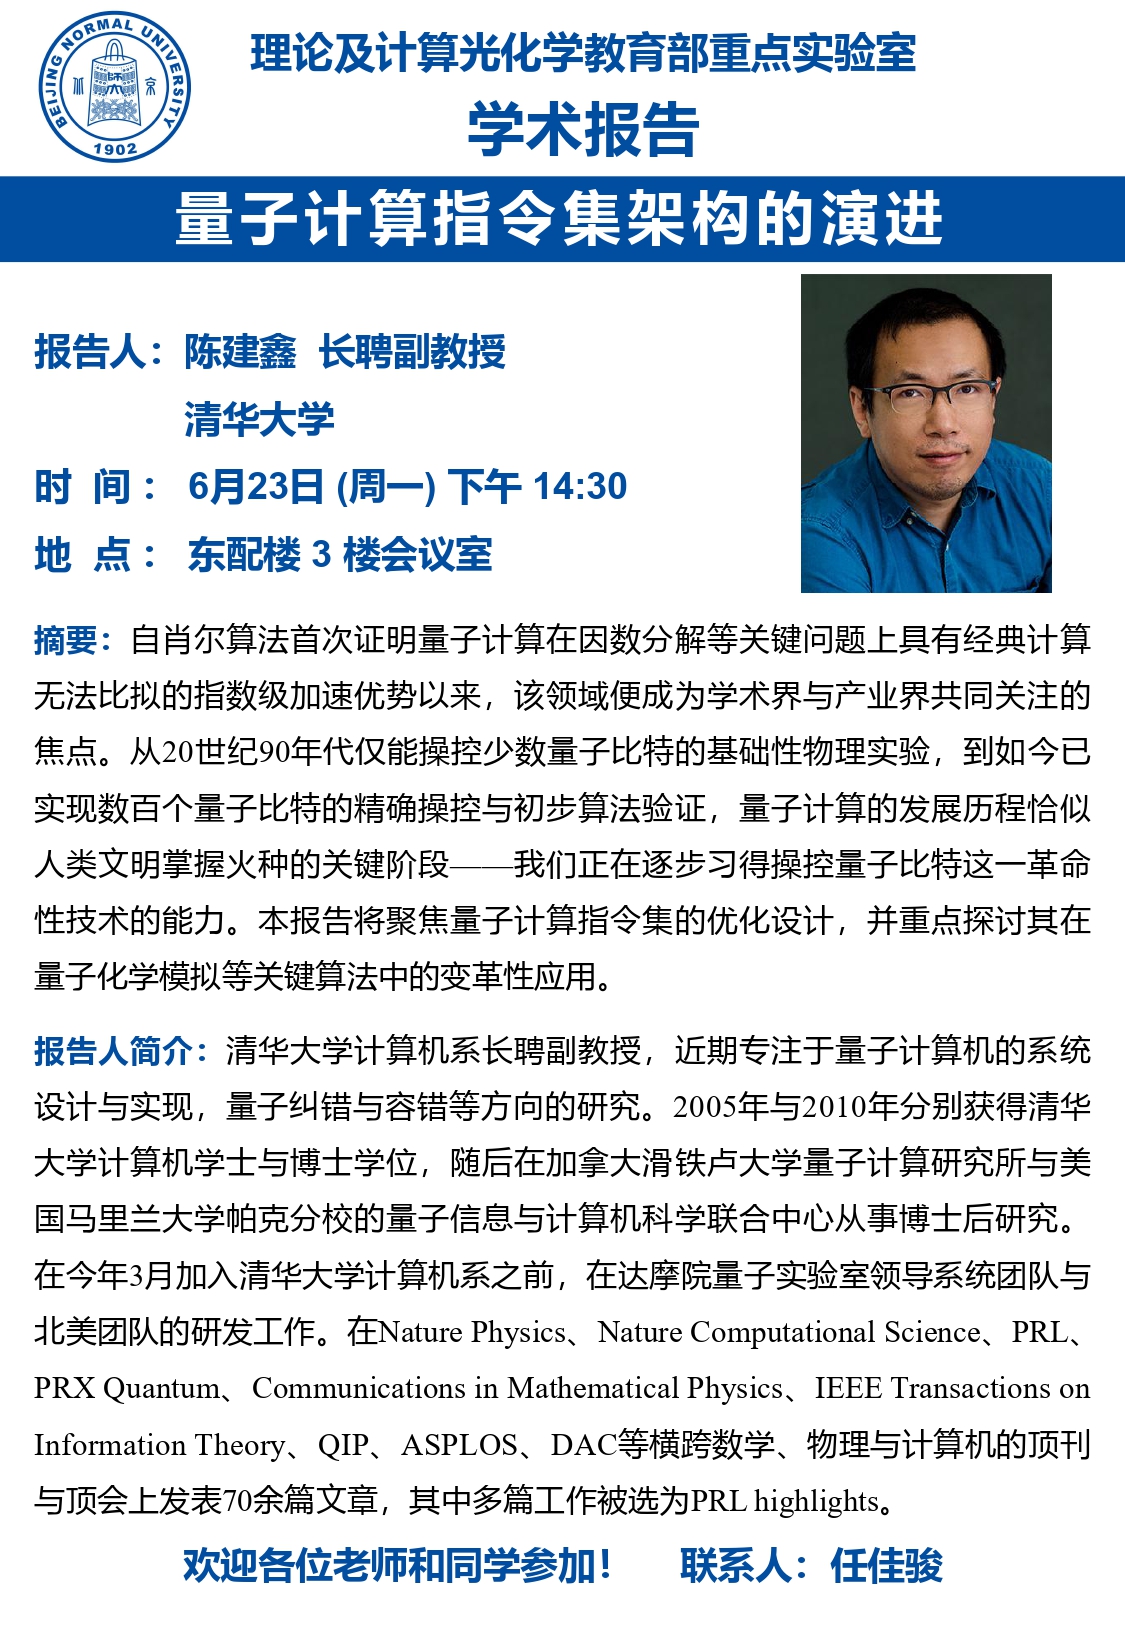 BEIJING NORMAL UNIVERSITY
师大
北 京
1902
理论及计算光化学教育部重点实验室
学术报告
量子计算指令集架构的演进
报告人：陈建鑫 长聘副教授
清华大学
时 间： 6月23日 (周一) 下午 14:30
地 点： 东配楼 3 楼会议室
摘要：自肖尔算法首次证明量子计算在因数分解等关键问题上具有经典计算
无法比拟的指数级加速优势以来，该领域便成为学术界与产业界共同关注的
焦点。从20世纪90年代仅能操控少数量子比特的基础性物理实验，到如今已
实现数百个量子比特的精确操控与初步算法验证，量子计算的发展历程恰似
人类文明掌握火种的关键阶段——我们正在逐步习得操控量子比特这一革命
性技术的能力。本报告将聚焦量子计算指令集的优化设计，并重点探讨其在
量子化学模拟等关键算法中的变革性应用。
报告人简介：清华大学计算机系长聘副教授，近期专注于量子计算机的系统
设计与实现，量子纠错与容错等方向的研究。2005年与2010年分别获得清华
大学计算机学士与博士学位，随后在加拿大滑铁卢大学量子计算研究所与美
国马里兰大学帕克分校的量子信息与计算机科学联合中心从事博士后研究。
在今年3月加入清华大学计算机系之前，在达摩院量子实验室领导系统团队与
北美团队的研发工作。在Nature Physics、Nature Computational Science、PRL、
PRX Quantum、Communications in Mathematical Physics、IEEE Transactions on
Information Theory、QIP、ASPLOS、DAC等横跨数学、物理与计算机的顶刊
与顶会上发表70余篇文章，其中多篇工作被选为PRL highlights。
欢迎各位老师和同学参加！ 联系人：任佳骏